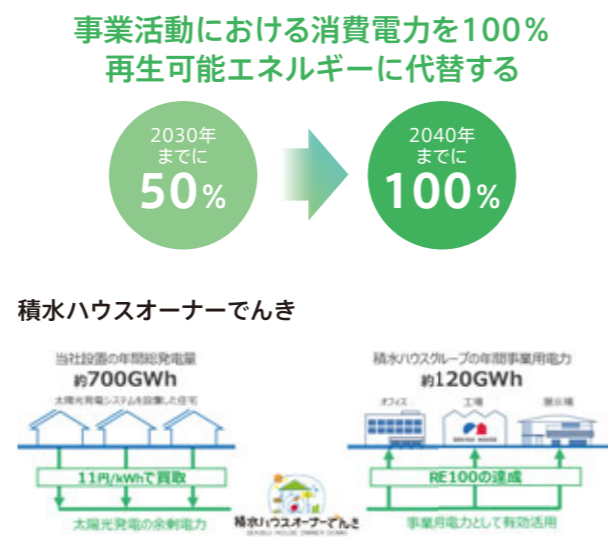 事業活動における消費電力を100%
再生可能エネルギーに代替する
2030年
までに
50%
2040年
までに
100%
積水ハウスオーナーでんき
当社設置の年間総発電量
約700GWh
太陽光発電システムを設置した住宅
11円/kWhで買取
太陽光発電の余剰電力
積水ハウスオーナーでんき
SEKISUI HOUSE OWNER DENKI
積水ハウスグループの年間事業用電力
約120GWh
オフィス
工場
展示場
SEKISUI HOUSE
RE100の達成
事業用電力として有効活用